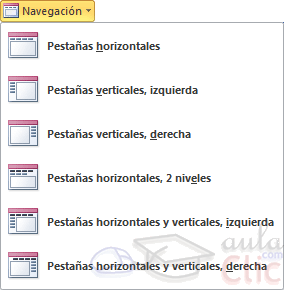 Navegación
Pestañas horizontales
Pestañas verticales, izquierda
Pestañas verticales, derecha
Pestañas horizontales, 2 niveles
Pestañas horizontales y verticales, izquierda
Pestañas horizontales y verticales, derecha
aula
.com
Clic